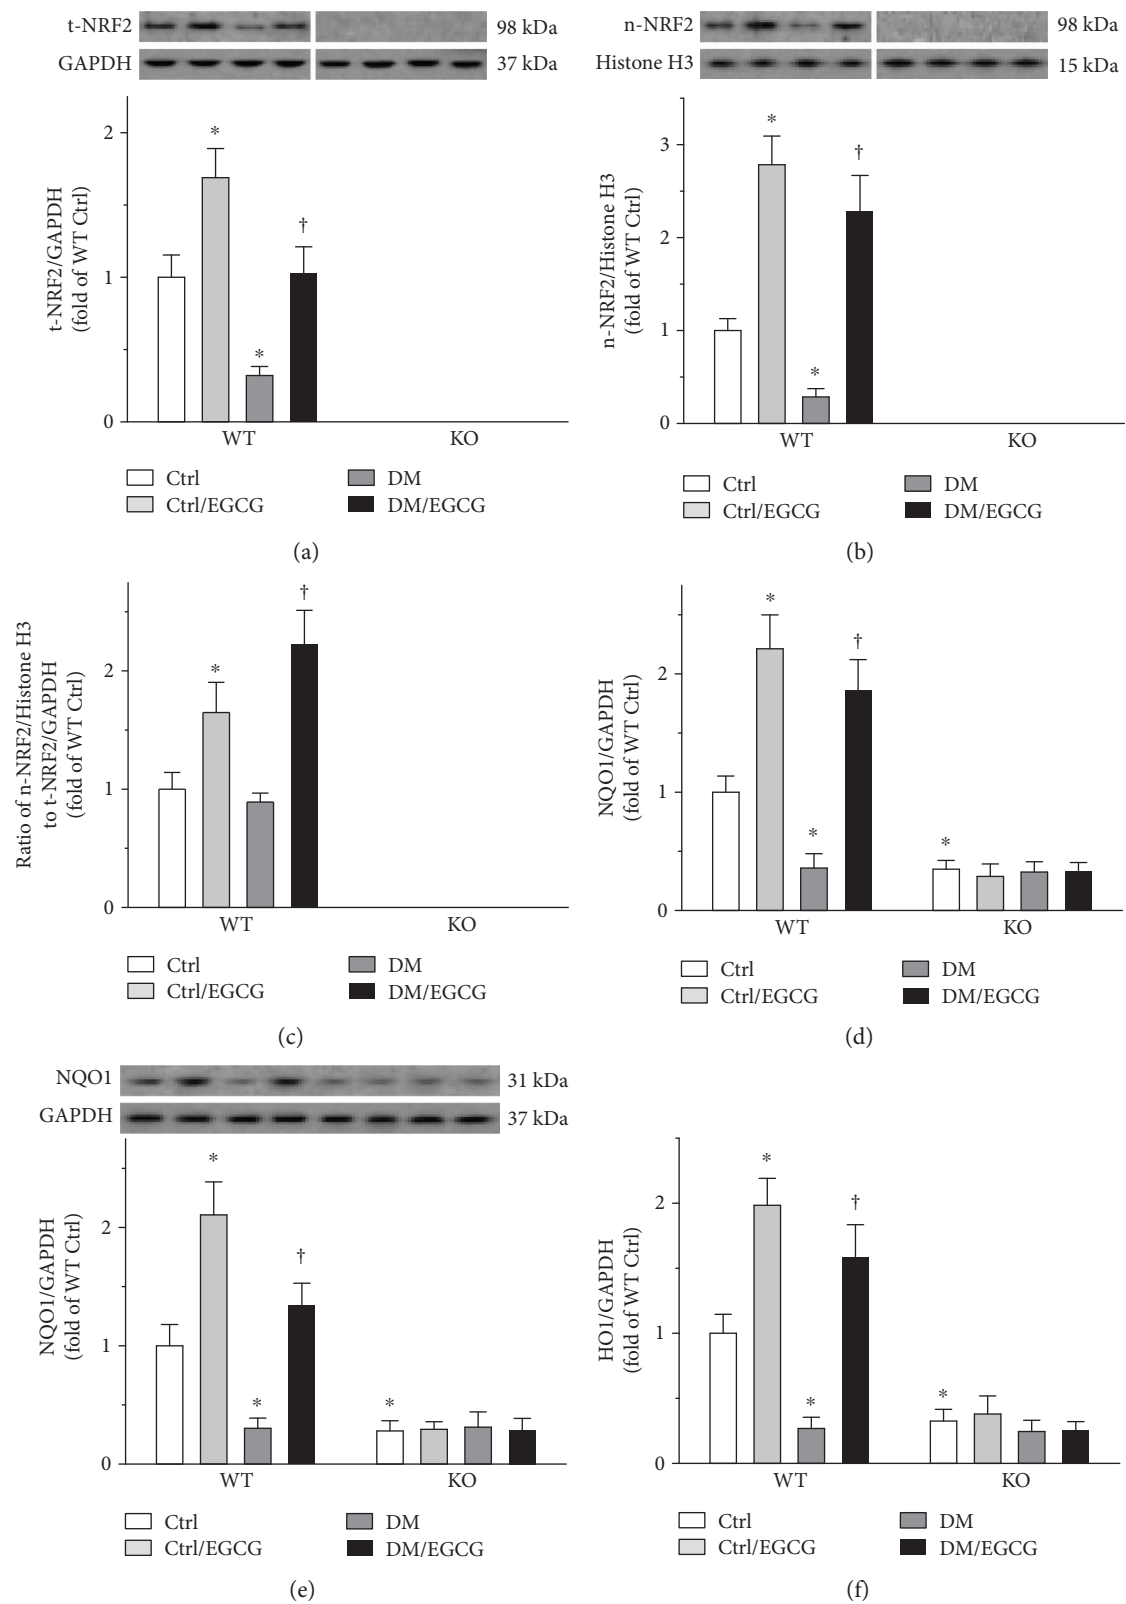 t-NRF2 98 kDa
GAPDH 37 kDa
t-NRF2/GAPDH
(fold of WT Ctrl)
2
1
0
*
*
†
WT KO
Ctrl DM
Ctrl/EGCG DM/EGCG
(a)
n-NRF2 98 kDa
Histone H3 15 kDa
n-NRF2/Histone H3
(fold of WT Ctrl)
3
2
1
0
*
*
†
WT KO
Ctrl DM
Ctrl/EGCG DM/EGCG
(b)
Ratio of n-NRF2/Histone H3
to t-NRF2/GAPDH
(fold of WT Ctrl)
2
1
0
*
†
WT KO
Ctrl DM
Ctrl/EGCG DM/EGCG
(c)
NQO1/GAPDH
(fold of WT Ctrl)
2
1
0
*
*
†
*
WT KO
Ctrl DM
Ctrl/EGCG DM/EGCG
(d)
NQO1 31 kDa
GAPDH 37 kDa
NQO1/GAPDH
(fold of WT Ctrl)
2
1
0
*
*
†
*
WT KO
Ctrl DM
Ctrl/EGCG DM/EGCG
(e)
HO1/GAPDH
(fold of WT Ctrl)
2
1
0
*
*
†
*
WT KO
Ctrl DM
Ctrl/EGCG DM/EGCG
(f)